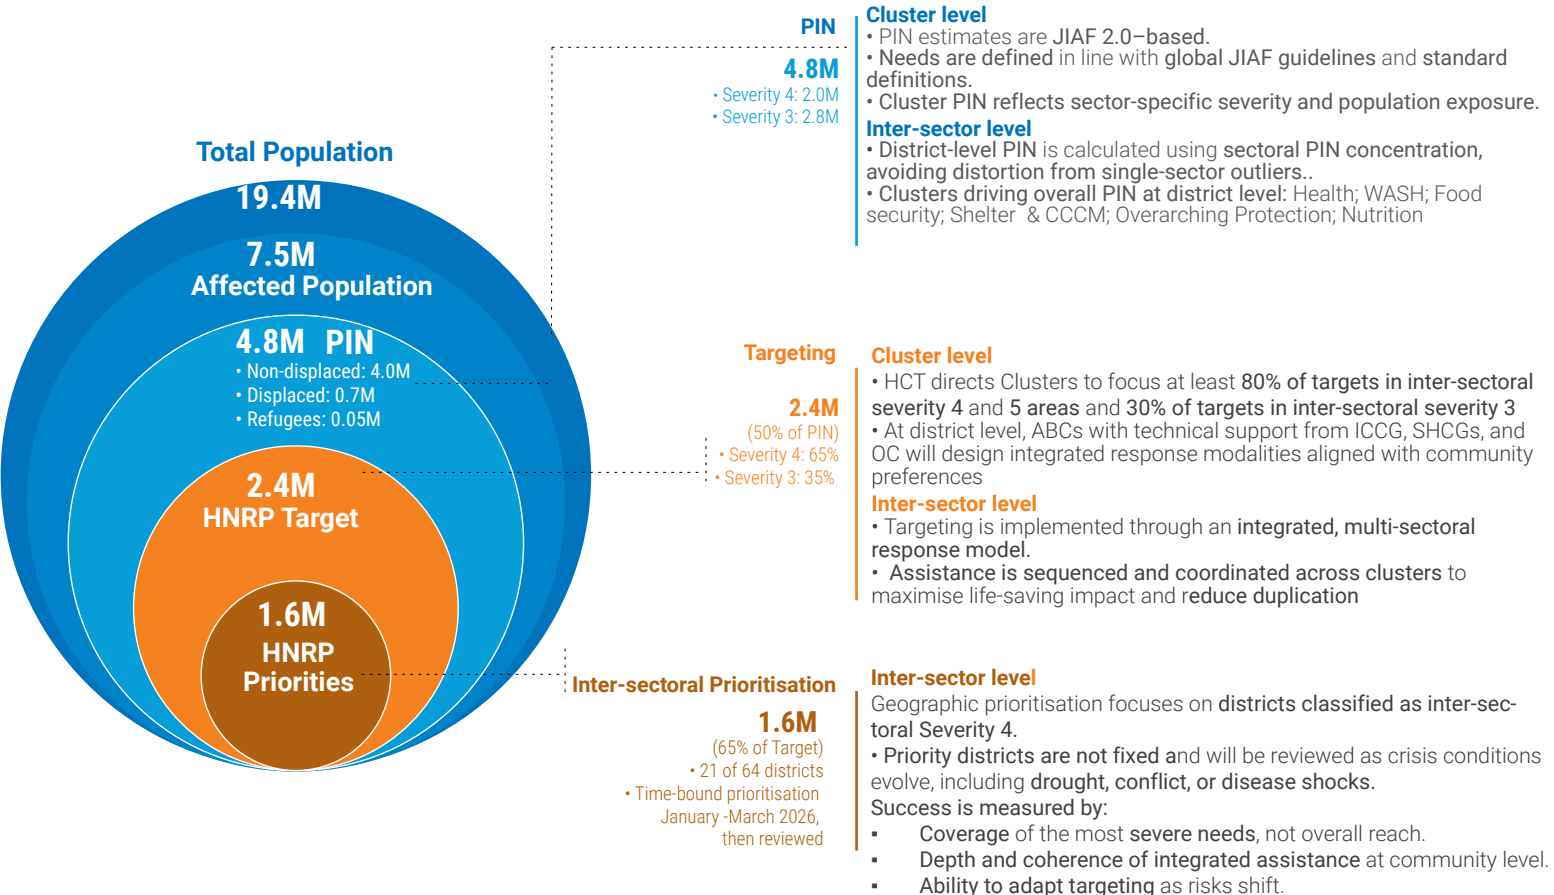 Total Population
19.4M
7.5M
Affected Population
4.8M PIN
• Non-displaced: 4.0M
• Displaced: 0.7M
• Refugees: 0.05M
2.4M
HNRP Target
1.6M
HNRP
Priorities
PIN
4.8M
• Severity 4: 2.0M
• Severity 3: 2.8M
Cluster level
• PIN estimates are JIAF 2.0–based.
• Needs are defined in line with global JIAF guidelines and standard
definitions.
• Cluster PIN reflects sector-specific severity and population exposure.
Inter-sector level
• District-level PIN is calculated using sectoral PIN concentration,
avoiding distortion from single-sector outliers..
• Clusters driving overall PIN at district level: Health; WASH; Food
security; Shelter & CCCM; Overarching Protection; Nutrition
Targeting
2.4M
(50% of PIN)
• Severity 4: 65%
• Severity 3: 35%
Cluster level
• HCT directs Clusters to focus at least 80% of targets in inter-sectoral
severity 4 and 5 areas and 30% of targets in inter-sectoral severity 3
• At district level, ABCs with technical support from ICCG, SHCGs, and
OC will design integrated response modalities aligned with community
preferences
Inter-sector level
• Targeting is implemented through an integrated, multi-sectoral
response model.
• Assistance is sequenced and coordinated across clusters to
maximise life-saving impact and reduce duplication
Inter-sectoral Prioritisation
1.6M
(65% of Target)
• 21 of 64 districts
• Time-bound prioritisation
January -March 2026,
then reviewed
Inter-sector level
Geographic prioritisation focuses on districts classified as inter-sec-
toral Severity 4.
• Priority districts are not fixed and will be reviewed as crisis conditions
evolve, including drought, conflict, or disease shocks.
Success is measured by:
▪ Coverage of the most severe needs, not overall reach.
▪ Depth and coherence of integrated assistance at community level.
▪ Ability to adapt targeting as risks shift.